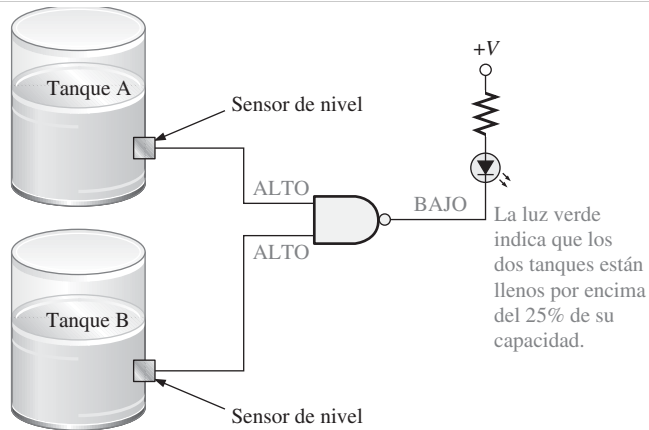 +V
Tanque A
Sensor de nivel
ALTO
BAJO
ALTO
La luz verde
indica que los
dos tanques están
llenos por encima
del 25% de su
capacidad.
Tanque B
Sensor de nivel